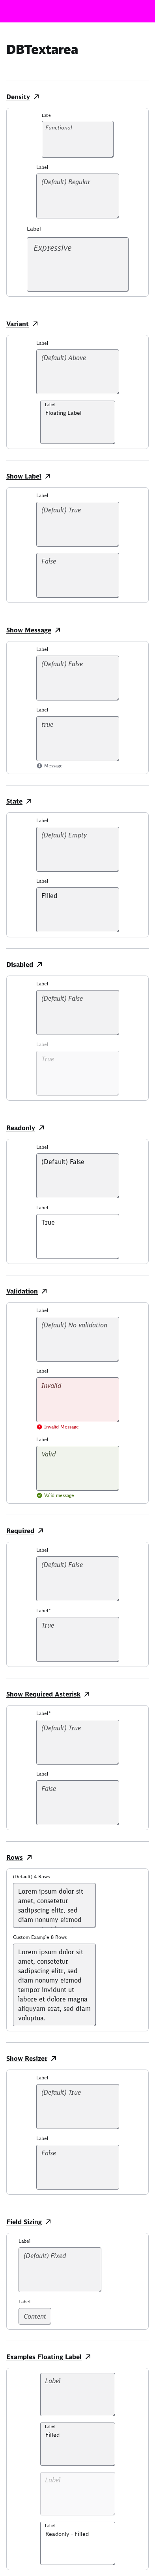 DBTextarea
Density
Label
Functional
Label
(Default) Regular
Label
Expressive
Variant
Label
(Default) Above
Label
Floating Label
Show Label
Label
(Default) True
False
Show Message
Label
(Default) False
Label
true
Message
State
Label
(Default) Empty
Label
Filled
Disabled
Label
(Default) False
Label
True
Readonly
Label
(Default) False
Label
True
Validation
Label
(Default) No validation
Label
Invalid
Invalid Message
Label
Valid
Valid message
Required
Label
(Default) False
Label*
True
Show Required Asterisk
Label*
(Default) True
Label
False
Rows
(Default) 4 Rows
Lorem ipsum dolor sit
amet, consetetur
sadipscing elitr, sed
diam nonumy eirmod
Custom Example 8 Rows
Lorem ipsum dolor sit
amet, consetetur
sadipscing elitr, sed
diam nonumy eirmod
tempor invidunt ut
labore et dolore magna
aliquyam erat, sed diam
voluptua.
Show Resizer
Label
(Default) True
Label
False
Field Sizing
Label
(Default) Fixed
Label
Content
Examples Floating Label
Label
Label
Filled
Label
Label
Readonly - Filled